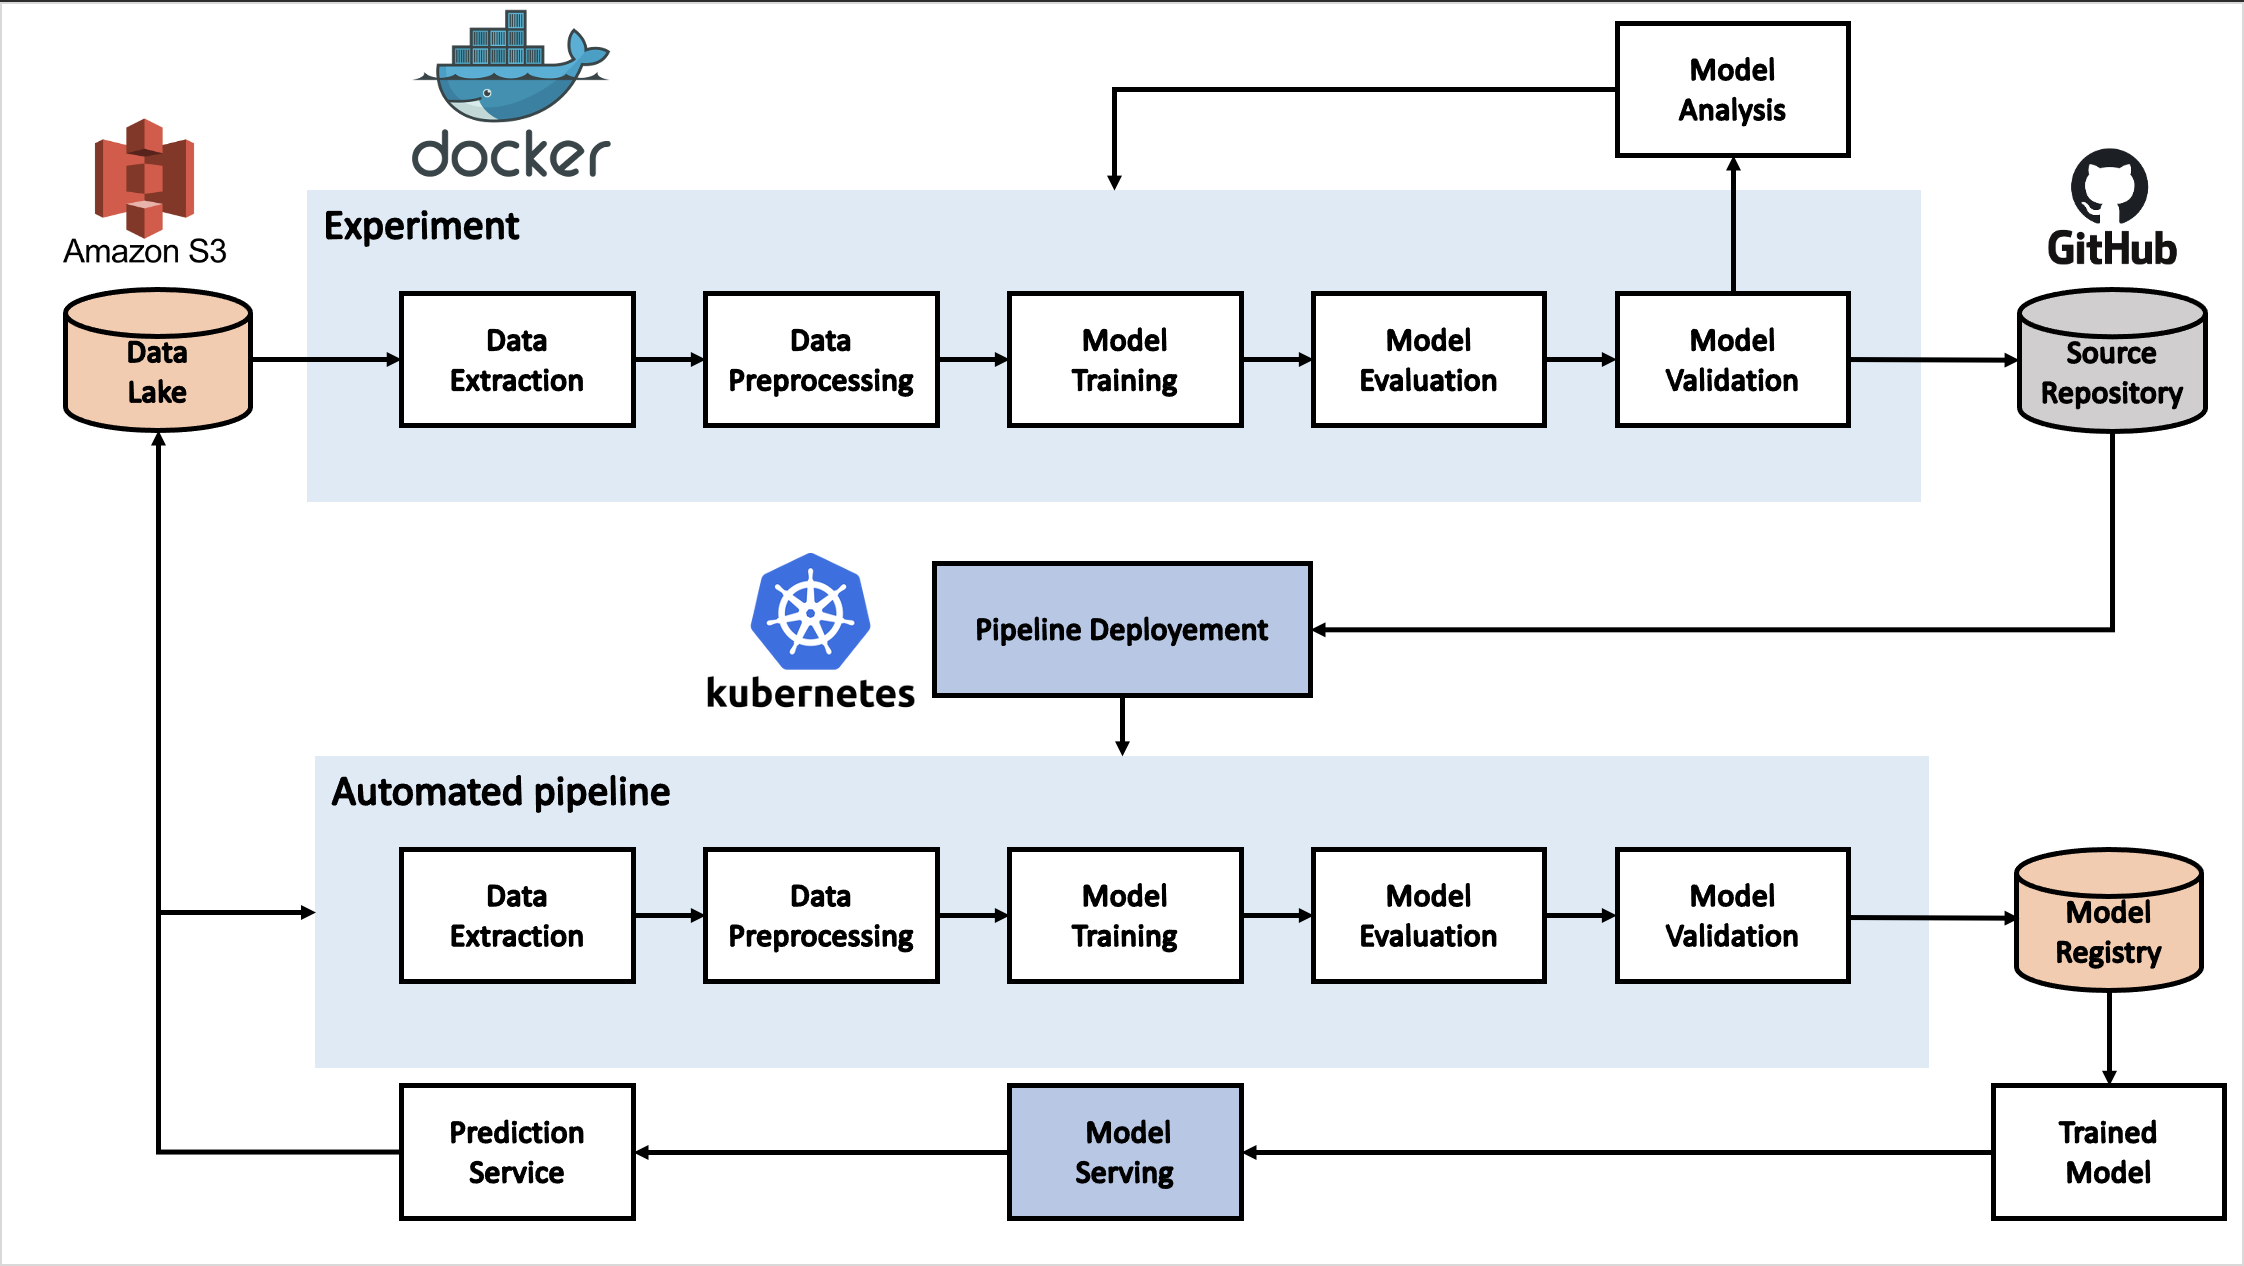 docker
Model
Analysis
Amazon S3
GitHub
Experiment
Data
Lake
Data
Extraction
Data
Preprocessing
Model
Training
Model
Evaluation
Model
Validation
Source
Repository
kubernetes
Pipeline Deployement
Automated pipeline
Data
Extraction
Data
Preprocessing
Model
Training
Model
Evaluation
Model
Validation
Model
Registry
Prediction
Service
Model
Serving
Trained
Model